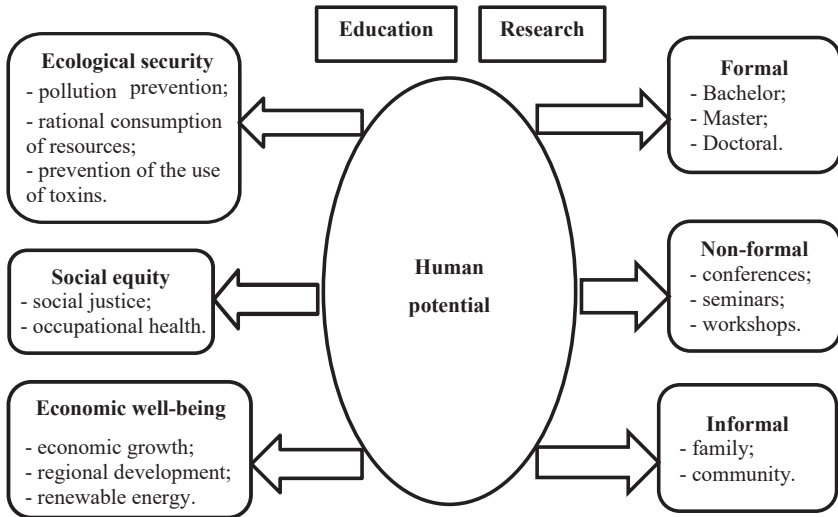 Education
Research
Ecological security
- pollution prevention;
- rational consumption
of resources;
- prevention of the use
of toxins.
Social equity
- social justice;
- occupational health.
Economic well-being
- economic growth;
- regional development;
- renewable energy.
Human
potential
Formal
- Bachelor;
- Master;
- Doctoral.
Non-formal
- conferences;
- seminars;
- workshops.
Informal
- family;
- community.